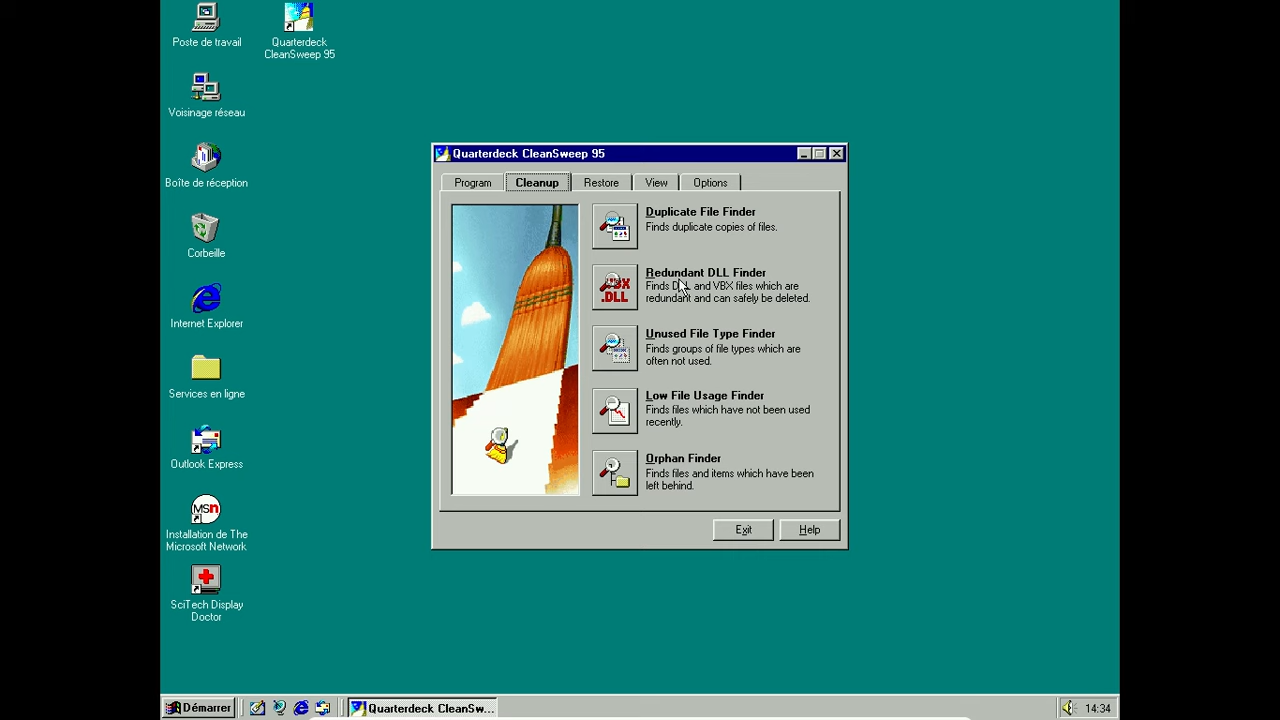 Poste de travail
Quarterdeck
CleanSweep 95
Voisinage réseau
Boîte de réception
Corbeille
Internet Explorer
Services en ligne
Outlook Express
MSn
Installation de The
Microsoft Network
SciTech Display
Doctor
Quarterdeck CleanSweep 95
Program
Cleanup
Restore
View
Options
Duplicate File Finder
Finds duplicate copies of files.
.DLL
Redundant DLL Finder
Finds DLL and VBX files which are
redundant and can safely be deleted.
Unused File Type Finder
Finds groups of file types which are
often not used.
Low File Usage Finder
Finds files which have not been used
recently.
Orphan Finder
Finds files and items which have been
left behind.
Exit
Help
Démarrer
Quarterdeck CleanSw...
14:34